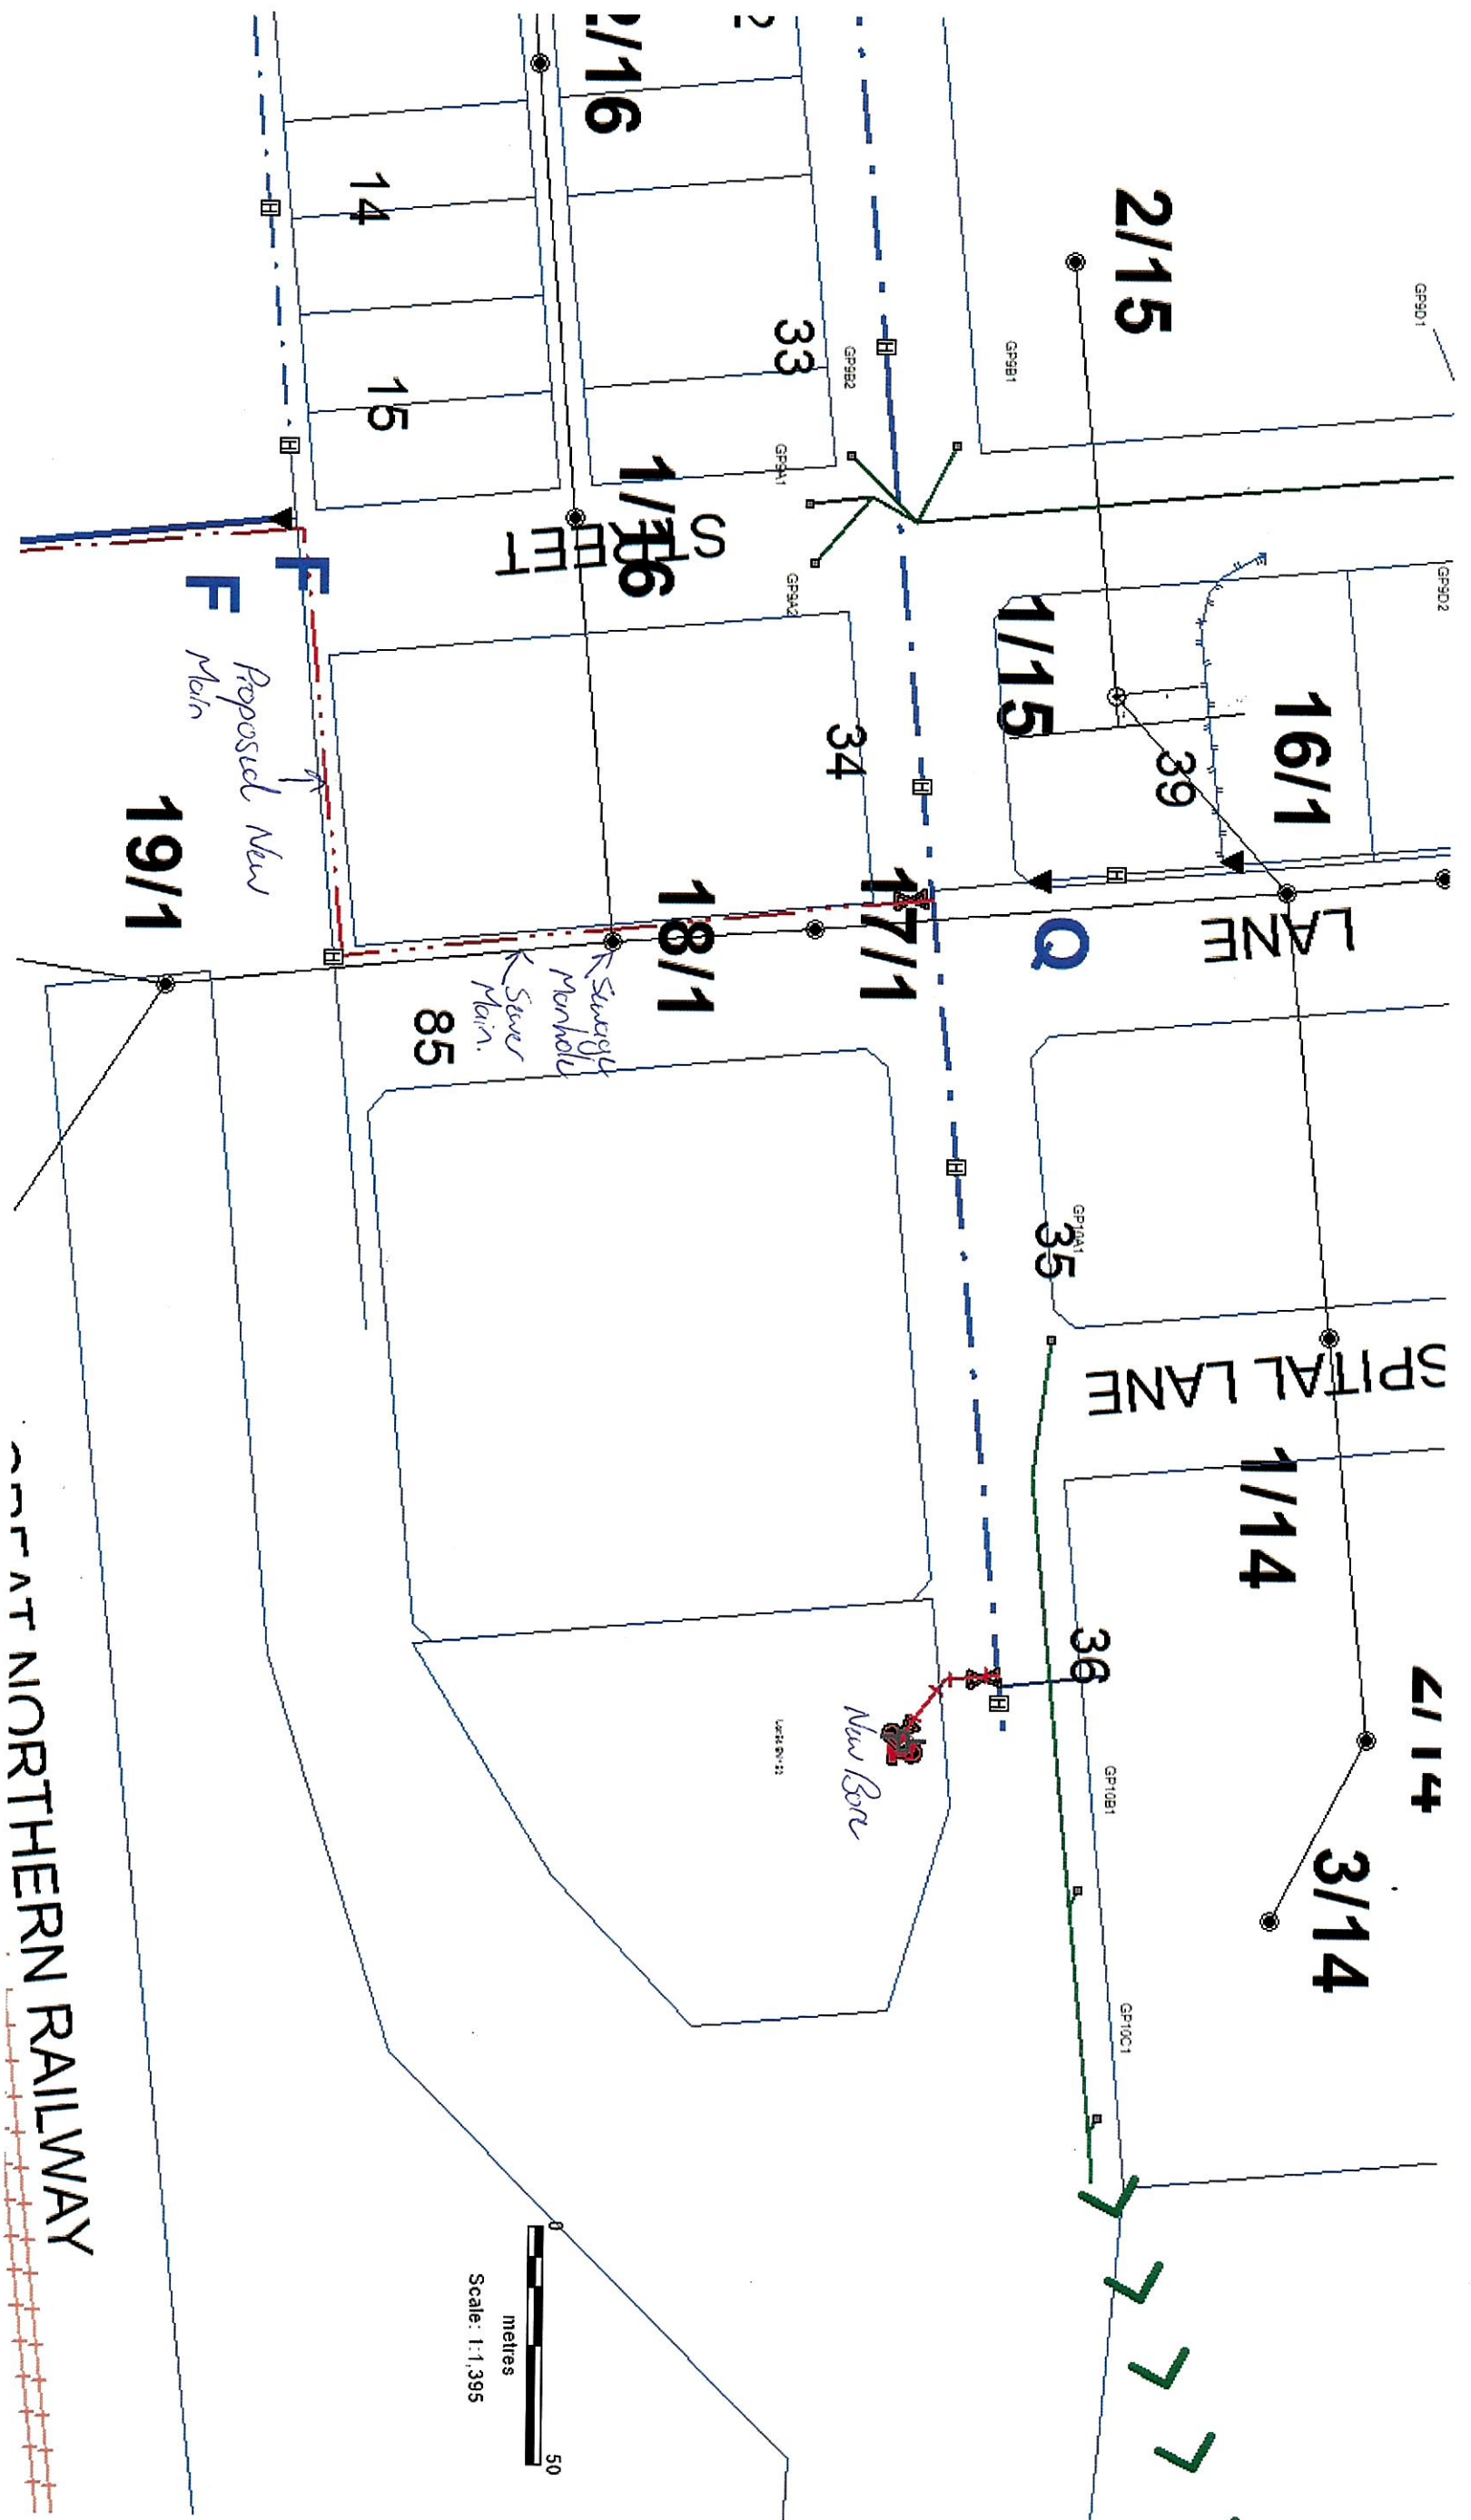 GP9D1
GP9D2
2/14
3/14
2/15
16/1
SPITAL LANE
LANE
1/14
39
GP10C1
GP10B1
36
GP10A1
35
Q
1/15
GP9B1
17/1
New Bore
GP9B2
33
34
GP9A1
GP9A2
18/1
STREET
1/16
/16
Sewage
Manhole
Sewer
Main.
0
50
metres
Scale: 1:1,395
85
14
15
F
F
Proposed New
Main
19/1
NORTHERN RAILWAY